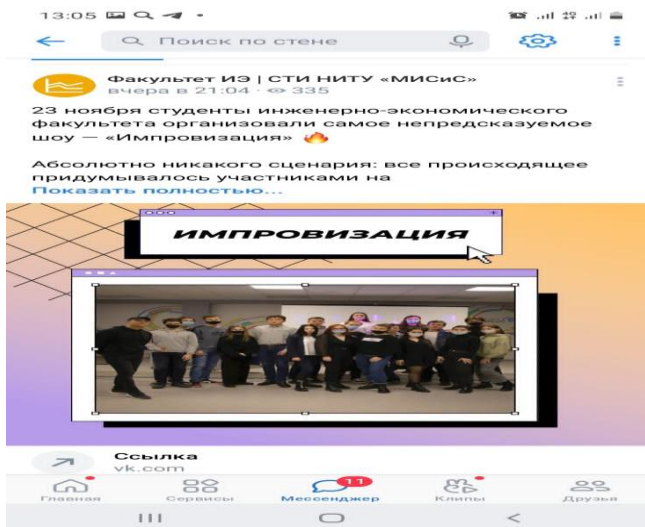 13:05
Поиск по стене
Факультет ИЭ | СТИ НИТУ «МИСиС»
вчера в 21:04 · 335
23 ноября студенты инженерно-экономического
факультета организовали самое непредсказуемое
шоу — «Импровизация» 🔥
Абсолютно никакого сценария: все происходящее
придумывалось участниками на
Показать полностью...
ИМПРОВИЗАЦИЯ
Ссылка
vk.com
11
Главная Сервисы Мессенджер Клипы Друзья